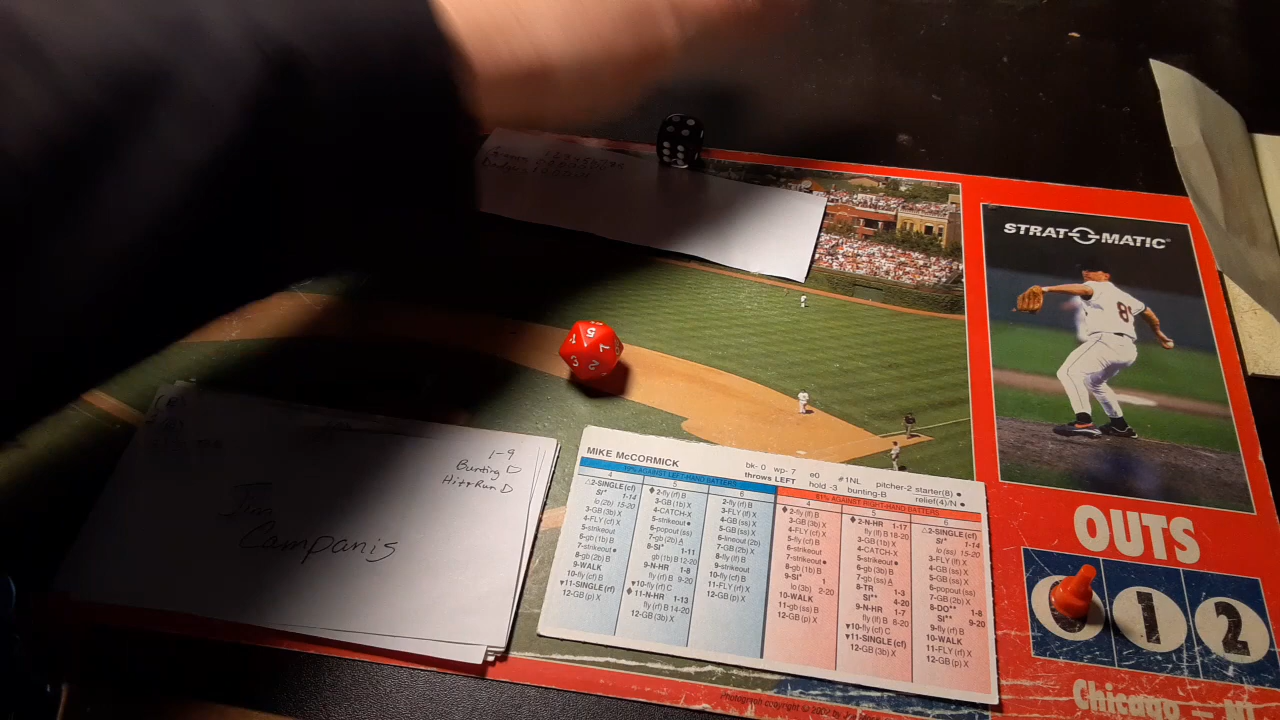 STRAT-O-MATIC®
8
5
7
2
3
1-9
Bunting D
Hit+Run D
Campanis
MIKE McCORMICK
throws LEFT
bk- 0 wp- 7 e0
hold -3 bunting-B
#1NL
pitcher-2 starter(8) ●
relief(4)/N ●
81% AGAINST RIGHT-HAND BATTERS
4
△2-SINGLE(cf)
SI* 1-14
lo (2b) 15-20
3-GB (3b) X
4-FLY (cf) X
5-strikeout
6-gb (1b) B
7-strikeout●
8-gb (2b) B
9-WALK
10-fly (cf) B
▼11-SINGLE(rf)
12-GB (p) X
5
◆2-fly (lf) B
3-GB (1b) X
4-CATCH-X
5-strikeout●
6-popout (ss)
7-gb (2b) A
8-SI* 1-11
gb (1b) B 12-20
9-N-HR 1-8
fly (rf) B 9-20
▼10-fly (cf) C
◆11-N-HR 1-13
fly (rf) B 14-20
12-GB (3b) X
6
2-fly (rf) B
3-FLY (lf) X
4-GB (ss) X
5-GB (ss) X
6-lineout (2b)
7-GB (2b) X
8-fly (lf) B
9-strikeout
10-fly (cf) B
11-FLY (rf) X
12-GB (p) X
4
◆2-fly (lf) B
3-GB (3b) X
4-FLY (cf) X
5-fly (cf) B
6-strikeout
7-strikeout●
8-gb (1b) B
9-SI* 1
lo (3b) 2-20
10-WALK
11-gb (ss) B
12-GB (p) X
5
◆2-N-HR 1-17
fly (lf) B 18-20
3-GB (1b) X
4-CATCH-X
5-strikeout●
6-gb (3b) B
7-gb (ss) A
8-TR 1-3
SI** 4-20
9-N-HR 1-7
fly (lf) B 8-20
▼10-fly (cf) C
▼11-SINGLE(cf)
12-GB (3b) X
6
△2-SINGLE(cf)
SI* 1-14
lo (ss) 15-20
3-FLY (lf) X
4-GB (ss) X
5-GB (ss) X
6-popout (ss)
7-GB (2b) X
8-DO** 1-8
SI** 9-20
9-fly (rf) B
10-WALK
11-FLY (rf) X
12-GB (p) X
OUTS
1
2
Chicago